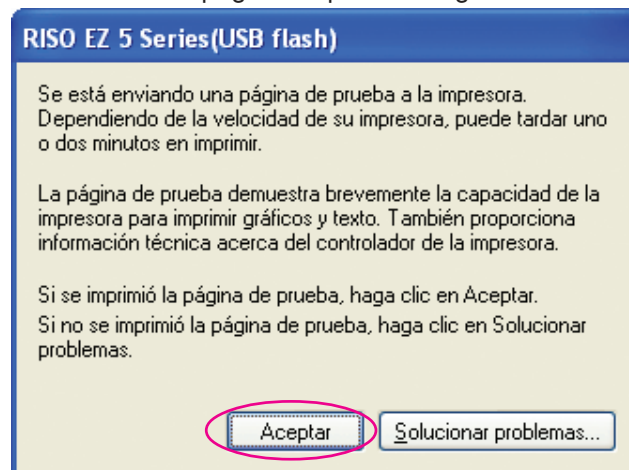 RISO EZ 5 Series(USB flash)
Se está enviando una página de prueba a la impresora.
Dependiendo de la velocidad de su impresora, puede tardar uno
o dos minutos en imprimir.
La página de prueba demuestra brevemente la capacidad de la
impresora para imprimir gráficos y texto. También proporciona
información técnica acerca del controlador de la impresora.
Si se imprimió la página de prueba, haga clic en Aceptar.
Si no se imprimió la página de prueba, haga clic en Solucionar
problemas.
Aceptar Solucionar problemas...